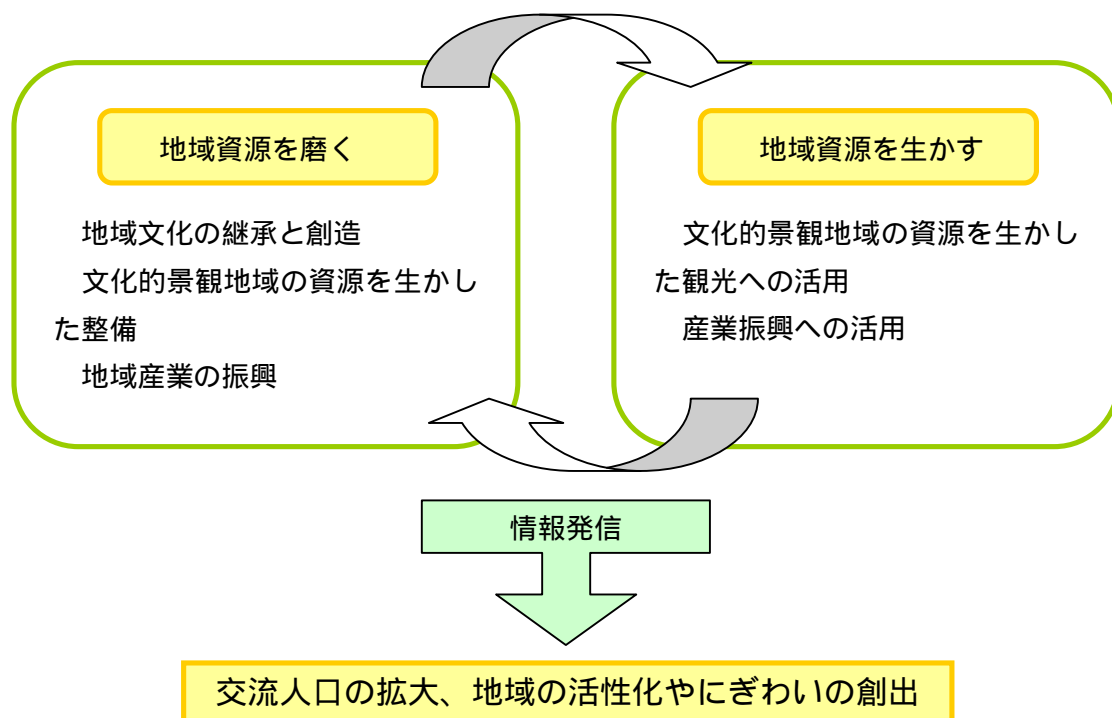 地域資源を磨く
地域文化の継承と創造
文化的景観地域の資源を生かし
た整備
地域産業の振興
地域資源を生かす
文化的景観地域の資源を生かし
た観光への活用
産業振興への活用
情報発信
交流人口の拡大、地域の活性化やにぎわいの創出